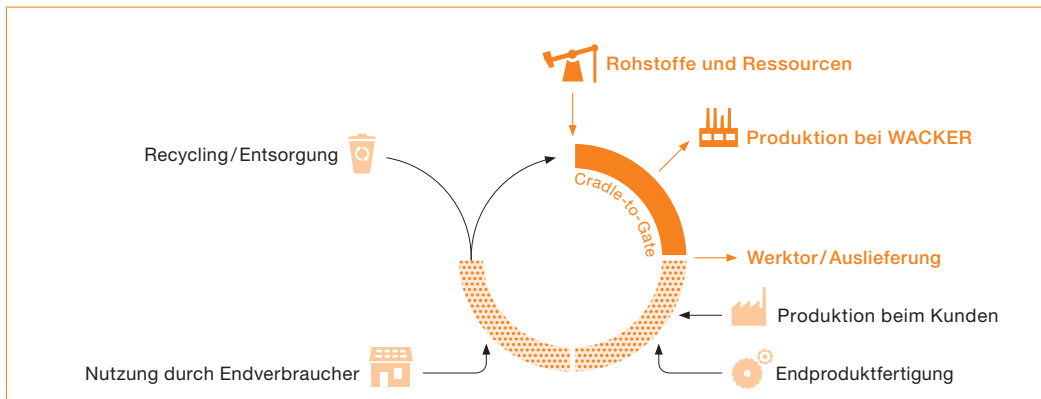 Rohstoffe und Ressourcen
Produktion bei WACKER
Recycling/Entsorgung
Cradle-to-Gate
Werktor/Auslieferung
Produktion beim Kunden
Nutzung durch Endverbraucher
Endproduktfertigung